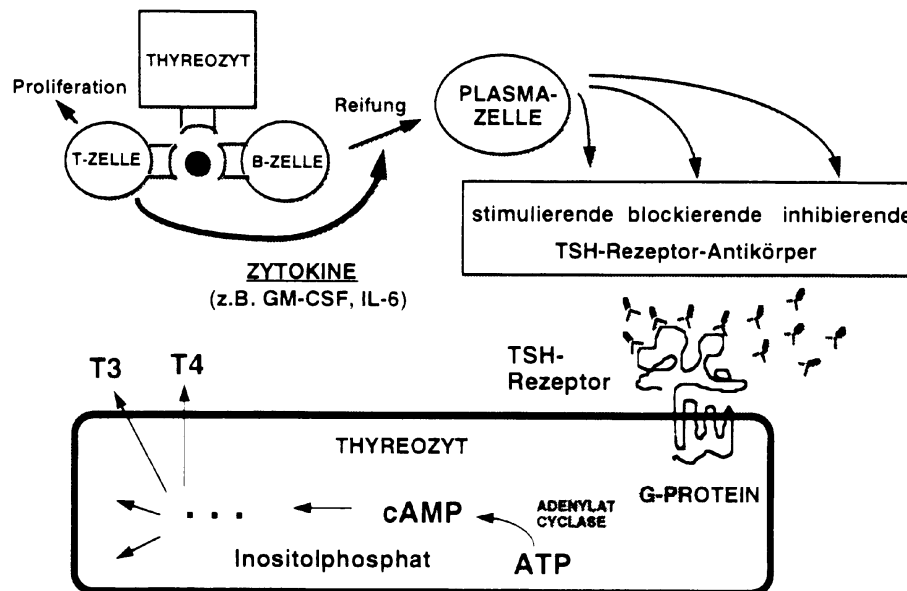 THYREOZYT
Proliferation
T-ZELLE
B-ZELLE
Reifung
PLASMA-
ZELLE
stimulierende blockierende inhibierende
TSH-Rezeptor-Antikörper
ZYTOKINE
(z.B. GM-CSF, IL-6)
TSH-
Rezeptor
T3 T4
THYREOZYT
G-PROTEIN
. . . cAMP
ADENYLAT
CYCLASE
Inositolphosphat
ATP